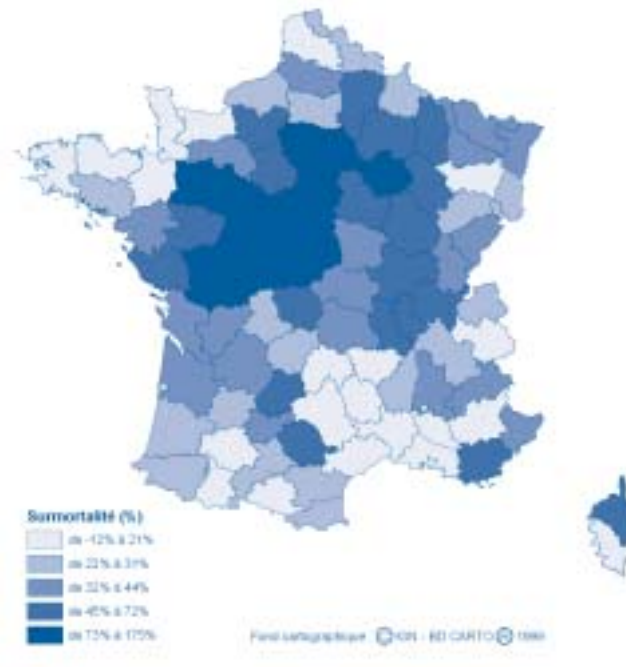 Surmortalité (%)
de -12% à 21%
de 22% à 31%
de 32% à 44%
de 45% à 72%
de 73% à 175%
Fond cartographique © IGN - BD CARTO ® 1999